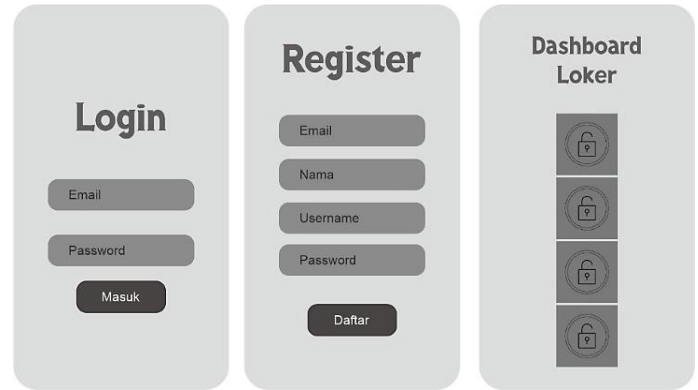 Login
Email
Password
Masuk
Register
Email
Nama
Username
Password
Daftar
Dashboard
Loker